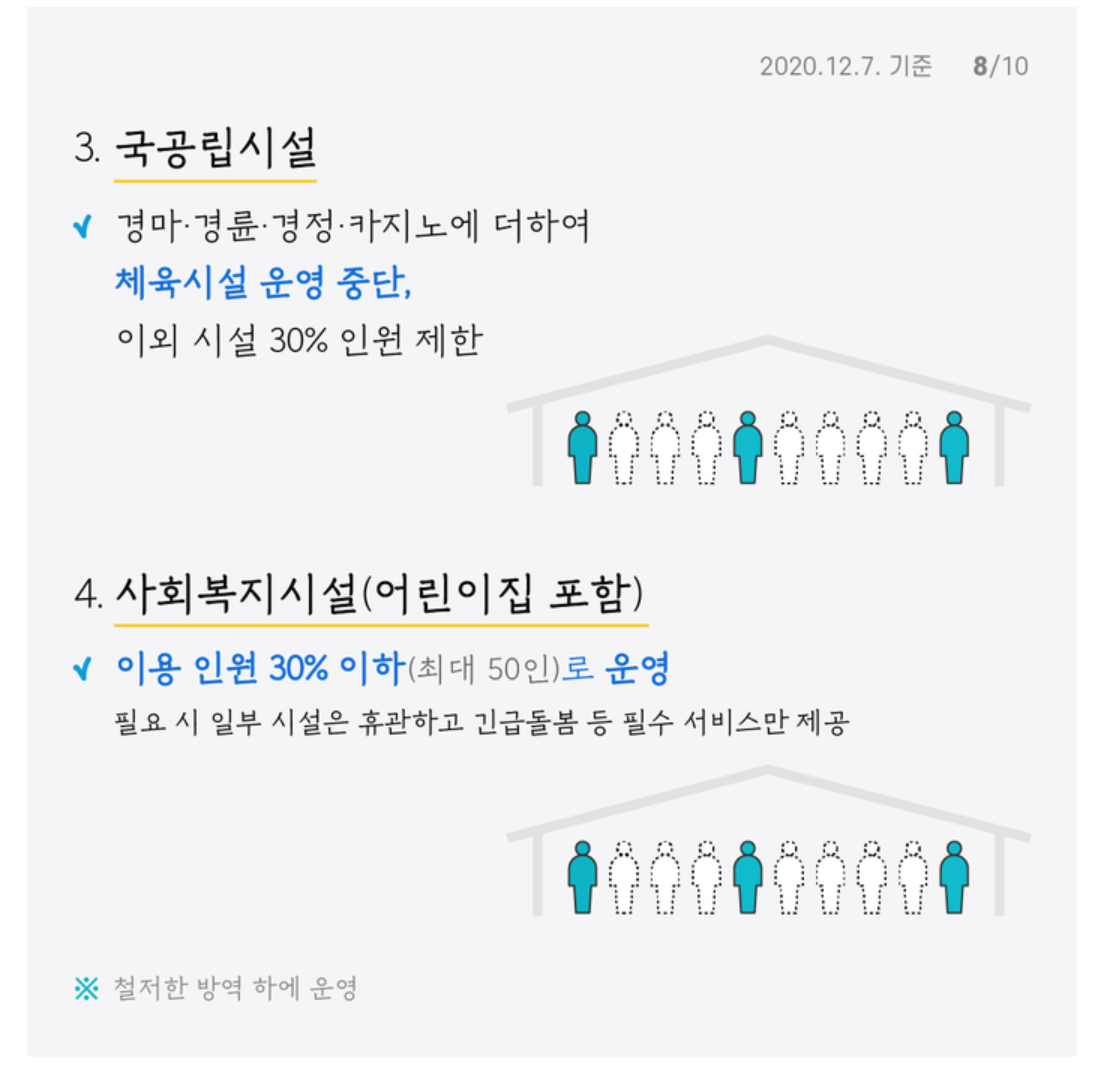 2020.12.7. 기준 8/10
3. 국공립시설
경마·경륜·경정·카지노에 더하여
체육시설 운영 중단,
이외 시설 30% 인원 제한
4. 사회복지시설(어린이집 포함)
이용 인원 30% 이하(최대 50인)로 운영
필요 시 일부 시설은 휴관하고 긴급돌봄 등 필수 서비스만 제공
※ 철저한 방역 하에 운영